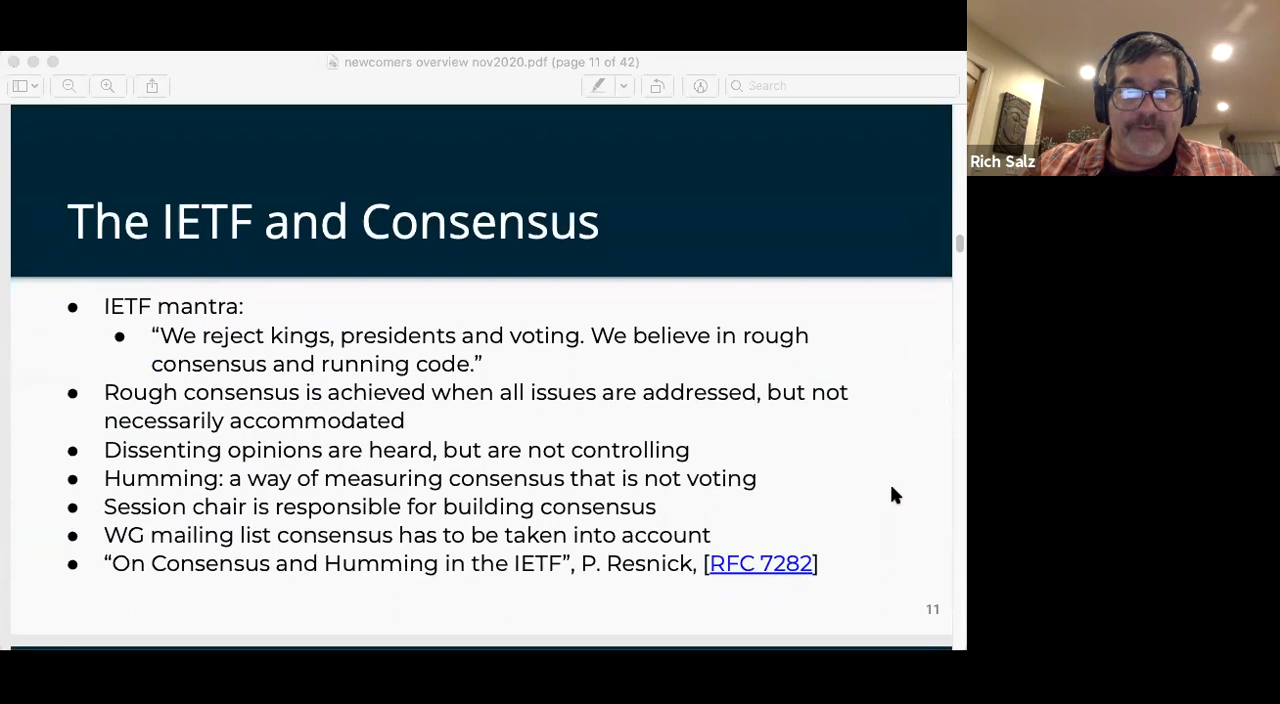 newcomers overview nov2020.pdf (page 11 of 42)
Search
Rich Salz
The IETF and Consensus
● IETF mantra:
● “We reject kings, presidents and voting. We believe in rough
consensus and running code.”
● Rough consensus is achieved when all issues are addressed, but not
necessarily accommodated
● Dissenting opinions are heard, but are not controlling
● Humming: a way of measuring consensus that is not voting
● Session chair is responsible for building consensus
● WG mailing list consensus has to be taken into account
● “On Consensus and Humming in the IETF”, P. Resnick, [RFC 7282]
11